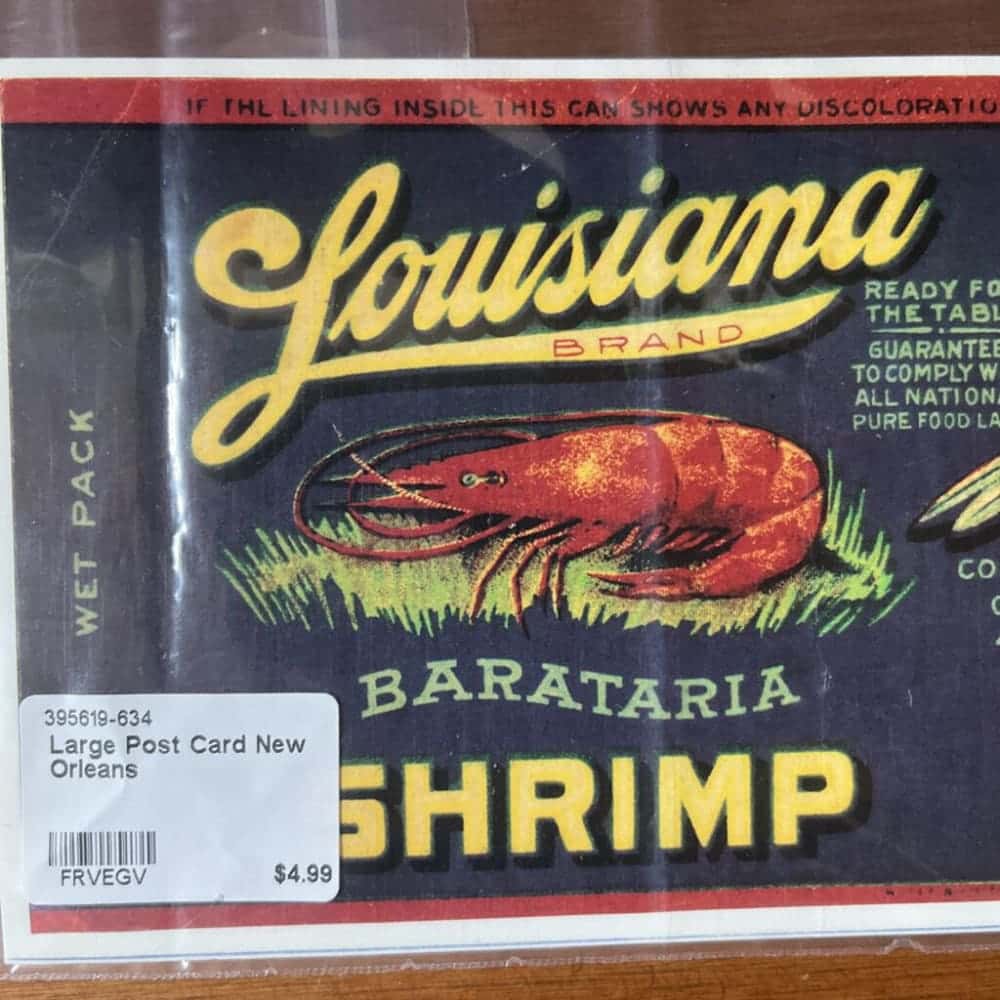 IF THE LINING INSIDE THIS CAN SHOWS ANY DISCOLORATIO
Louisiana
BRAND
READY FO
THE TABL
GUARANTEE
TO COMPLY W
ALL NATIONA
PURE FOOD LA
WET PACK
CO
BARATARIA
SHRIMP
395619-634
Large Post Card New
Orleans
FRVEGV
$4.99